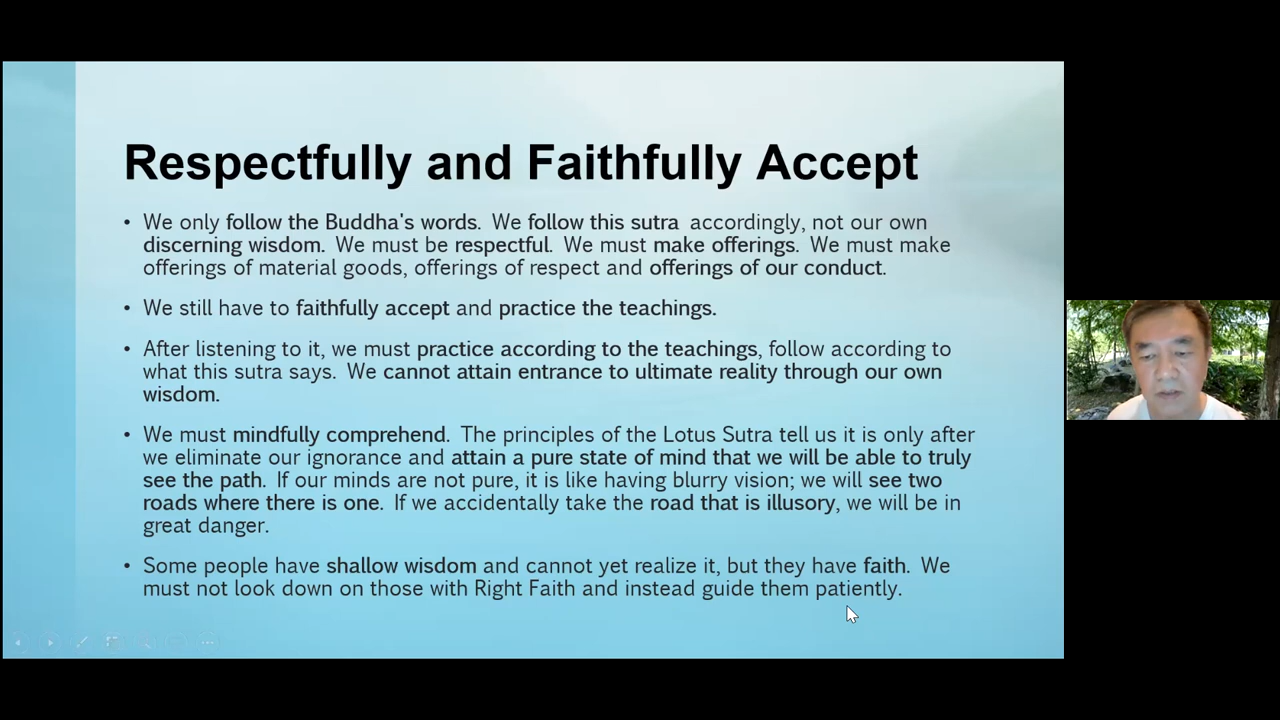 Respectfully and Faithfully Accept
• We only follow the Buddha's words. We follow this sutra accordingly, not our own
discerning wisdom. We must be respectful. We must make offerings. We must make
offerings of material goods, offerings of respect and offerings of our conduct.
• We still have to faithfully accept and practice the teachings.
• After listening to it, we must practice according to the teachings, follow according to
what this sutra says. We cannot attain entrance to ultimate reality through our own
wisdom.
• We must mindfully comprehend. The principles of the Lotus Sutra tell us it is only after
we eliminate our ignorance and attain a pure state of mind that we will be able to truly
see the path. If our minds are not pure, it is like having blurry vision; we will see two
roads where there is one. If we accidentally take the road that is illusory, we will be in
great danger.
• Some people have shallow wisdom and cannot yet realize it, but they have faith. We
must not look down on those with Right Faith and instead guide them patiently.